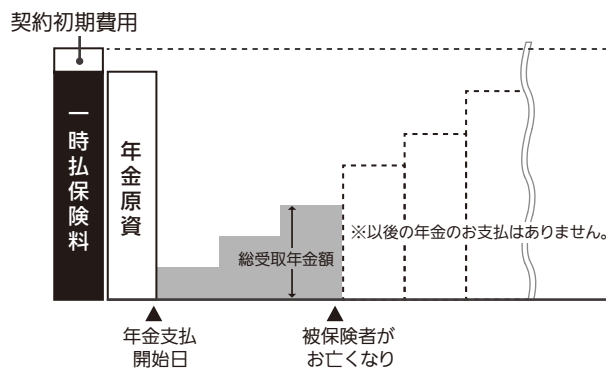 契約初期費用
一時払保険料
年金原資
総受取年金額
※以後の年金のお支払はありません。
年金支払
開始日
被保険者が
お亡くなり